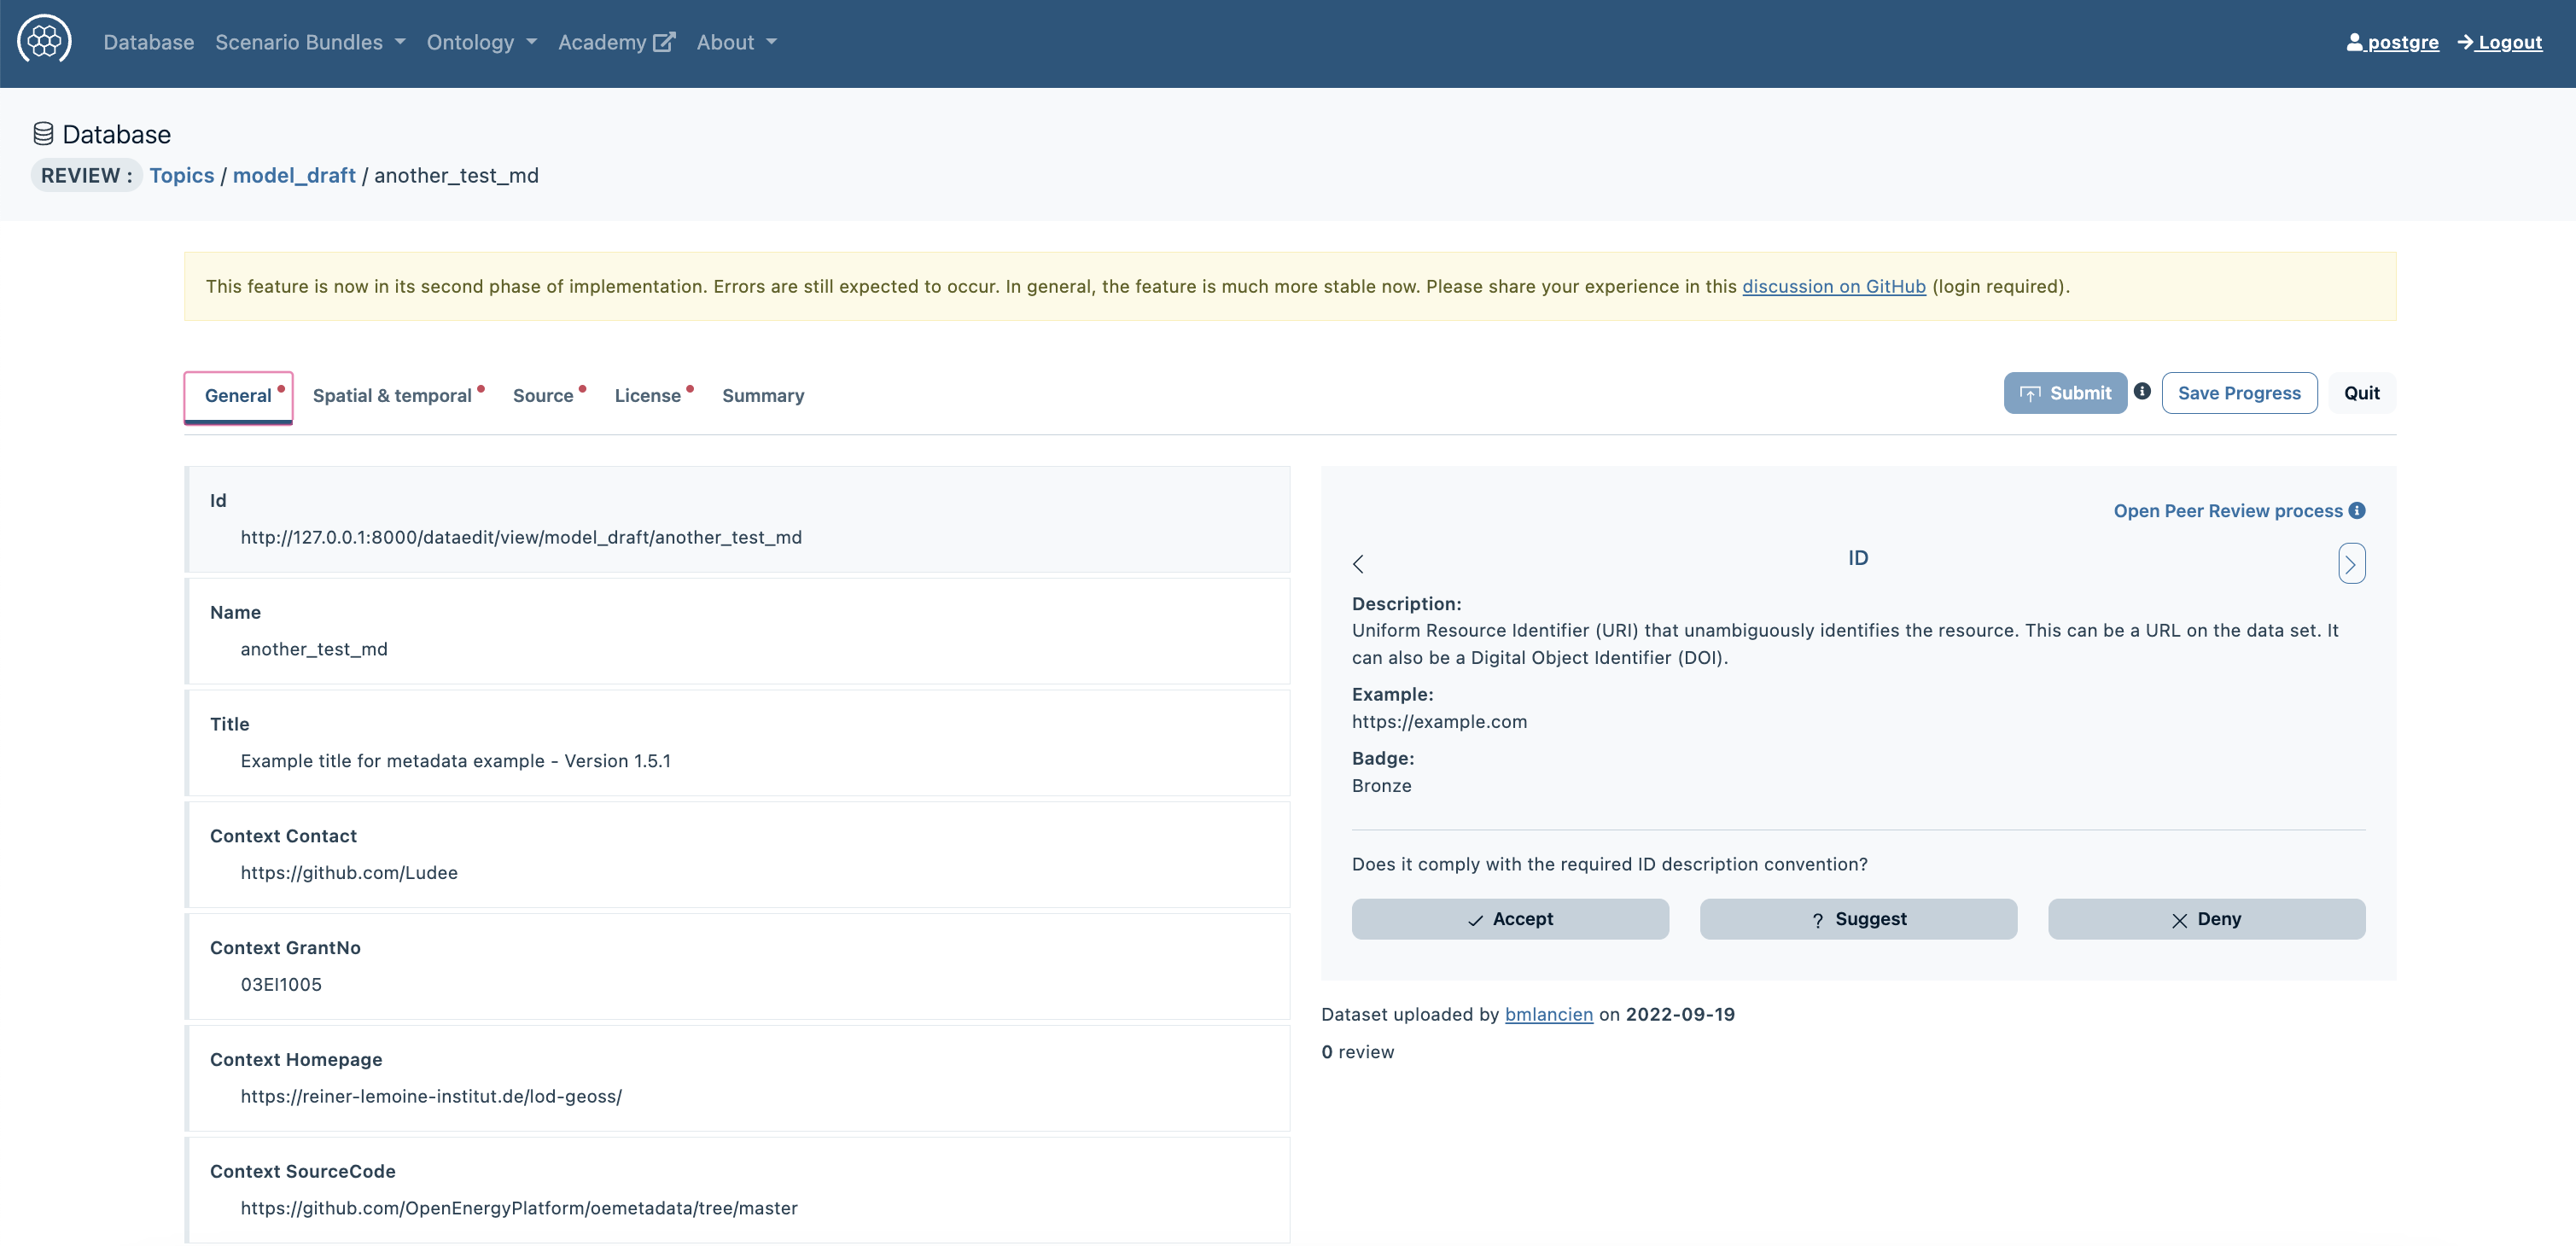 Database Scenario Bundles Ontology Academy About postgre Logout
Database
REVIEW : Topics / model_draft / another_test_md
This feature is now in its second phase of implementation. Errors are still expected to occur. In general, the feature is much more stable now. Please share your experience in this discussion on GitHub (login required).
General Spatial & temporal Source License Summary Submit Save Progress Quit
Id
http://127.0.0.1:8000/dataedit/view/model_draft/another_test_md
Name
another_test_md
Title
Example title for metadata example - Version 1.5.1
Context Contact
https://github.com/Ludee
Context GrantNo
03EI1005
Context Homepage
https://reiner-lemoine-institut.de/lod-geoss/
Context SourceCode
https://github.com/OpenEnergyPlatform/oemetadata/tree/master
Open Peer Review process
ID
Description:
Uniform Resource Identifier (URI) that unambiguously identifies the resource. This can be a URL on the data set. It
can also be a Digital Object Identifier (DOI).
Example:
https://example.com
Badge:
Bronze
Does it comply with the required ID description convention?
Accept ? Suggest Deny
Dataset uploaded by bmlancien on 2022-09-19
0 review